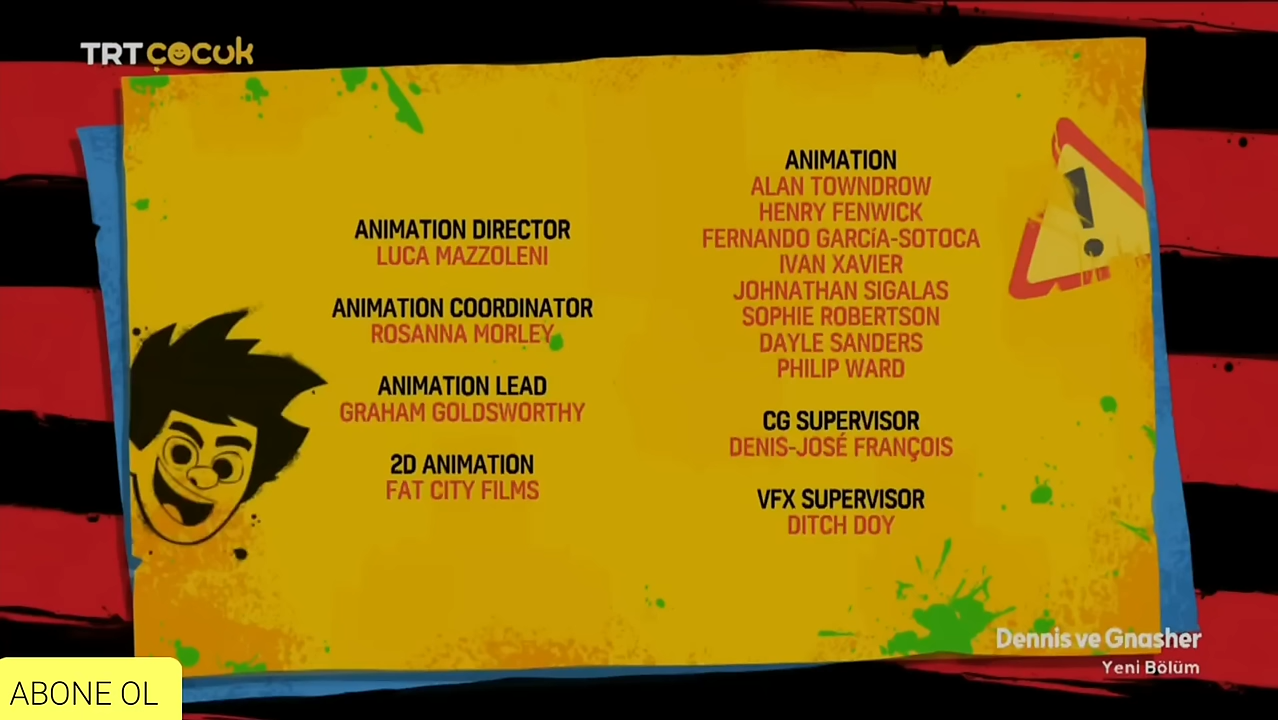 TRT çocuk
ANIMATION DIRECTOR
LUCA MAZZOLENI
ANIMATION COORDINATOR
ROSANNA MORLEY
ANIMATION LEAD
GRAHAM GOLDSWORTHY
2D ANIMATION
FAT CITY FILMS
ANIMATION
ALAN TOWNDROW
HENRY FENWICK
FERNANDO GARCíA-SOTOCA
IVAN XAVIER
JOHNATHAN SIGALAS
SOPHIE ROBERTSON
DAYLE SANDERS
PHILIP WARD
CG SUPERVISOR
DENIS-JOSÉ FRANÇOIS
VFX SUPERVISOR
DITCH DOY
!
Dennis ve Gnasher
Yeni Bölüm
ABONE OL